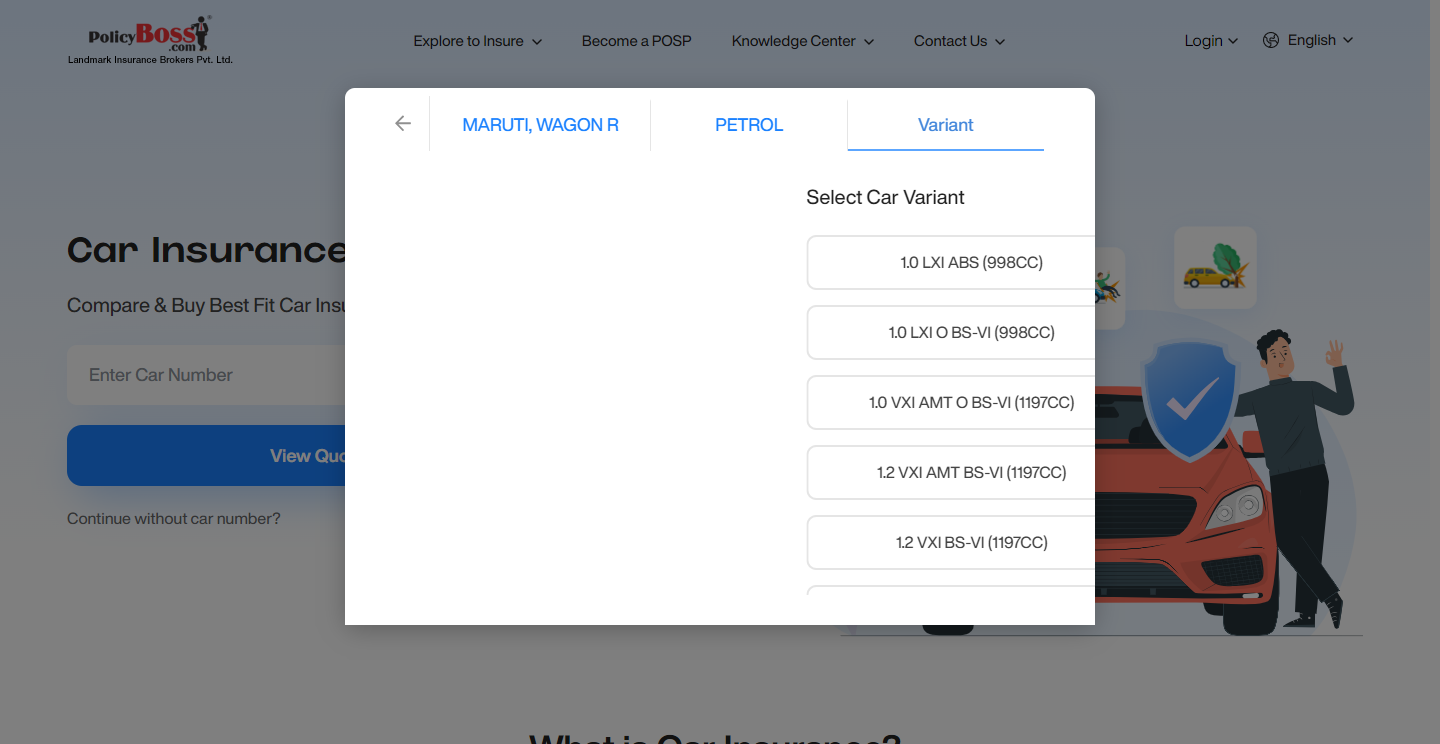 PolicyBoss
.com
Landmark Insurance Brokers Pvt. Ltd.
Explore to Insure
Become a POSP
Knowledge Center
Contact Us
Login
English
MARUTI, WAGON R
PETROL
Variant
Select Car Variant
1.0 LXI ABS (998CC)
1.0 LXI O BS-VI (998CC)
1.0 VXI AMT O BS-VI (1197CC)
1.2 VXI AMT BS-VI (1197CC)
1.2 VXI BS-VI (1197CC)
Car Insurance
Compare & Buy Best Fit Car Insu
Enter Car Number
View Quo
Continue without car number?
What is Car Insurance?